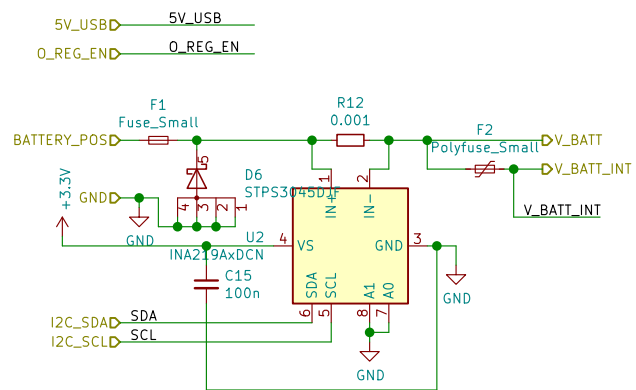 5V_USB 5V_USB
O_REG_EN O_REG_EN
F1
Fuse_Small
R12
0.001
F2
Polyfuse_Small
BATTERY_POS
V_BATT
V_BATT_INT
V_BATT_INT
5
D6
STPS3045DJF
4 3 2 1
GND
GND
+3.3V
1 2
IN+ IN-
U2
INA219AxDCN
4 VS
GND 3
GND
C15
100n
SDA SCL A1 A0
6 5 8 7
I2C_SDA SDA
I2C_SCL SCL
GND